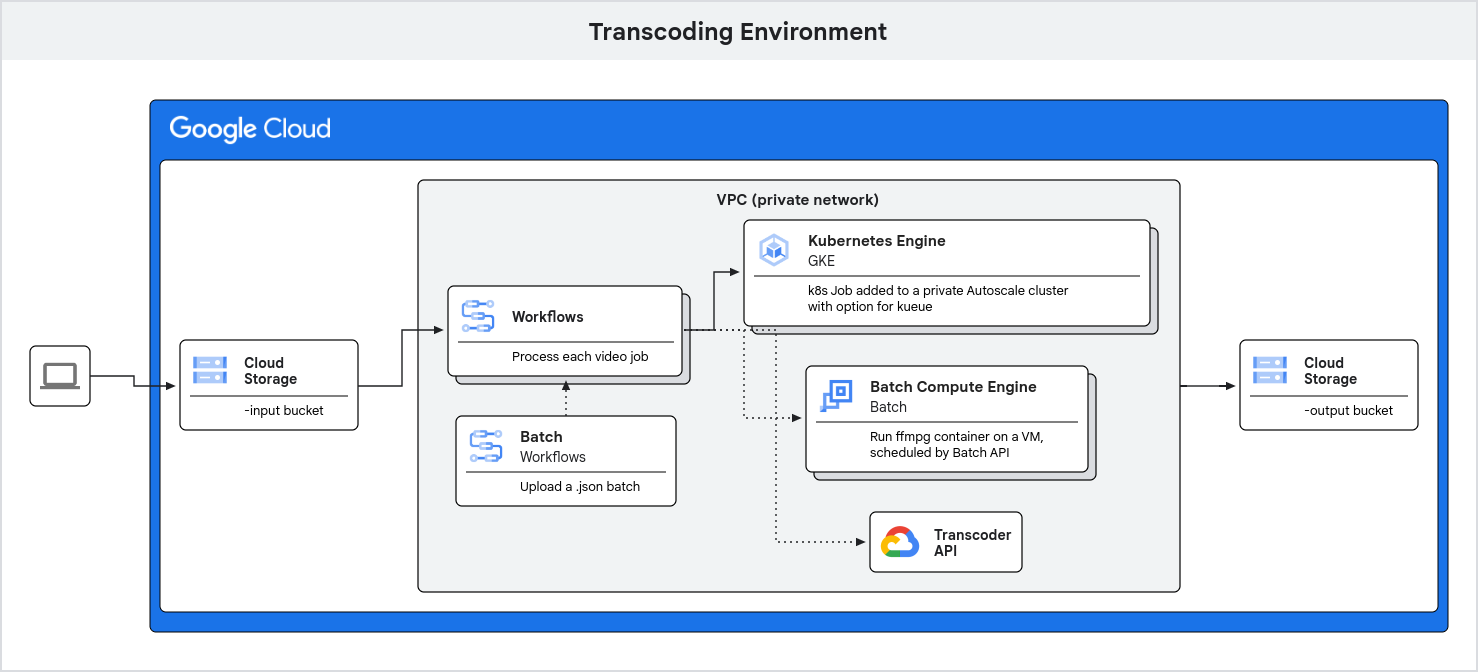 Transcoding Environment
Google Cloud
VPC (private network)
Kubernetes Engine
GKE
k8s Job added to a private Autoscale cluster
with option for kueue
Workflows
Process each video job
Cloud
Storage
-input bucket
Batch
Workflows
Upload a .json batch
Batch Compute Engine
Batch
Run ffmpg container on a VM,
scheduled by Batch API
Transcoder
API
Cloud
Storage
-output bucket